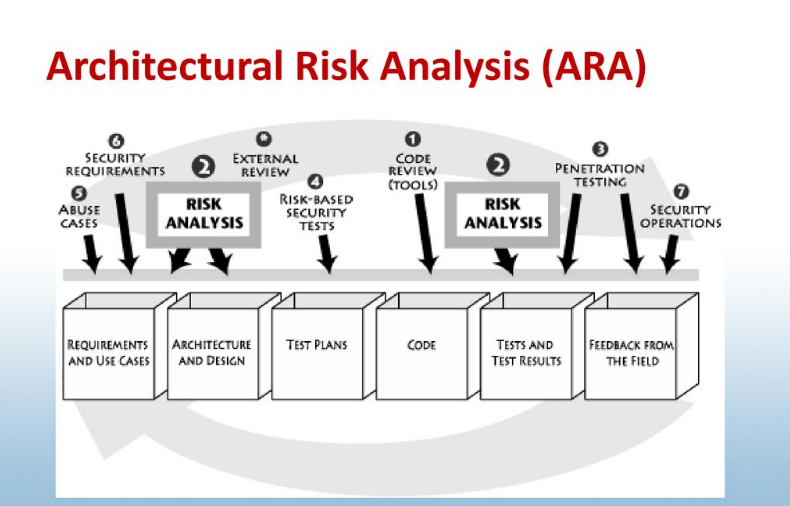 Architectural Risk Analysis (ARA)
6
SECURITY
REQUIREMENTS
5
ABUSE
CASES
2
RISK
ANALYSIS
*
EXTERNAL
REVIEW
4
RISK-BASED
SECURITY
TESTS
1
CODE
REVIEW
(TOOLS)
2
RISK
ANALYSIS
3
PENETRATION
TESTING
7
SECURITY
OPERATIONS
REQUIREMENTS
AND USE CASES
ARCHITECTURE
AND DESIGN
TEST PLANS
CODE
TESTS AND
TEST RESULTS
FEEDBACK FROM
THE FIELD